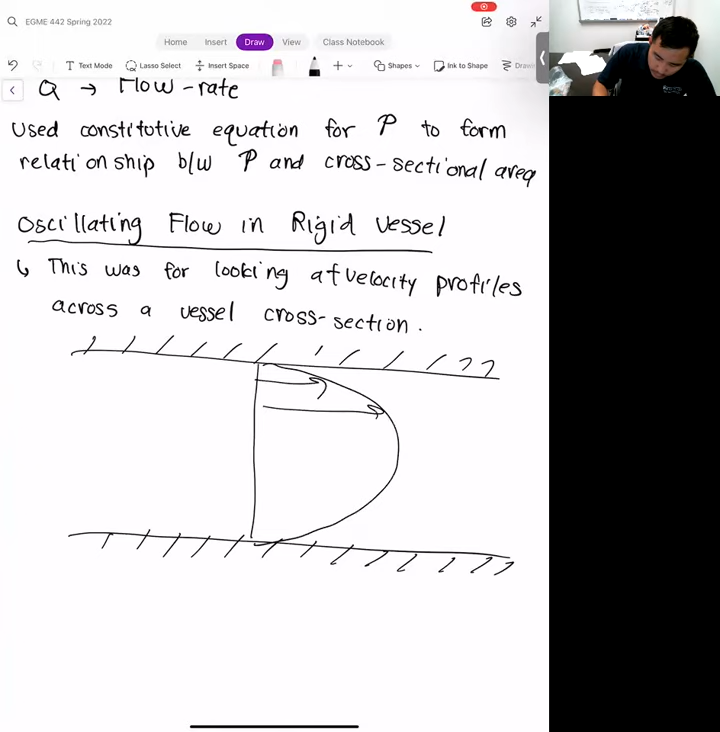 EGME 442 Spring 2022
Home Insert Draw View Class Notebook
Text Mode Lasso Select Insert Space Shapes Ink to Shape Draw
Q → Flow-rate
Used constitutive equation for P to form
relationship b/w P and cross-sectional area
Oscillating Flow in Rigid Vessel
↳ This was for looking at velocity profiles
across a vessel cross-section.